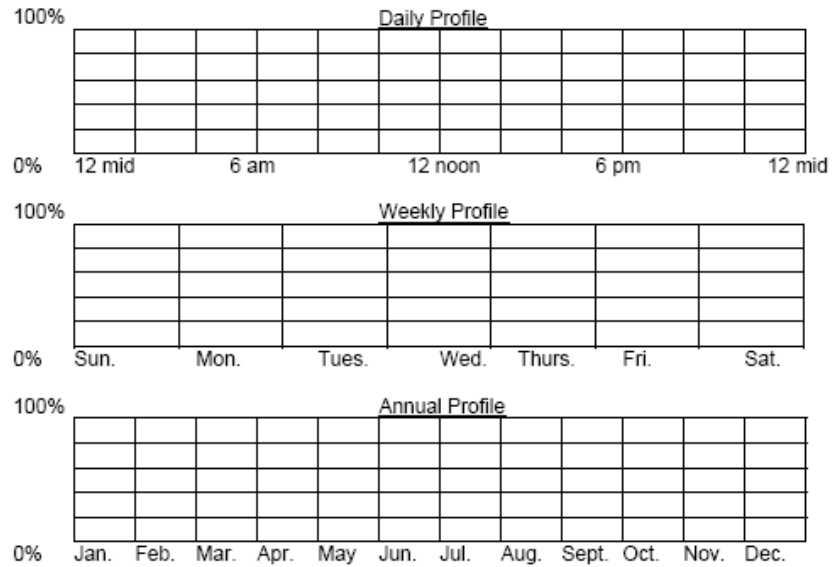 100% Daily Profile
0% 12 mid 6 am 12 noon 6 pm 12 mid
100% Weekly Profile
0% Sun. Mon. Tues. Wed. Thurs. Fri. Sat.
100% Annual Profile
0% Jan. Feb. Mar. Apr. May Jun. Jul. Aug. Sept. Oct. Nov. Dec.